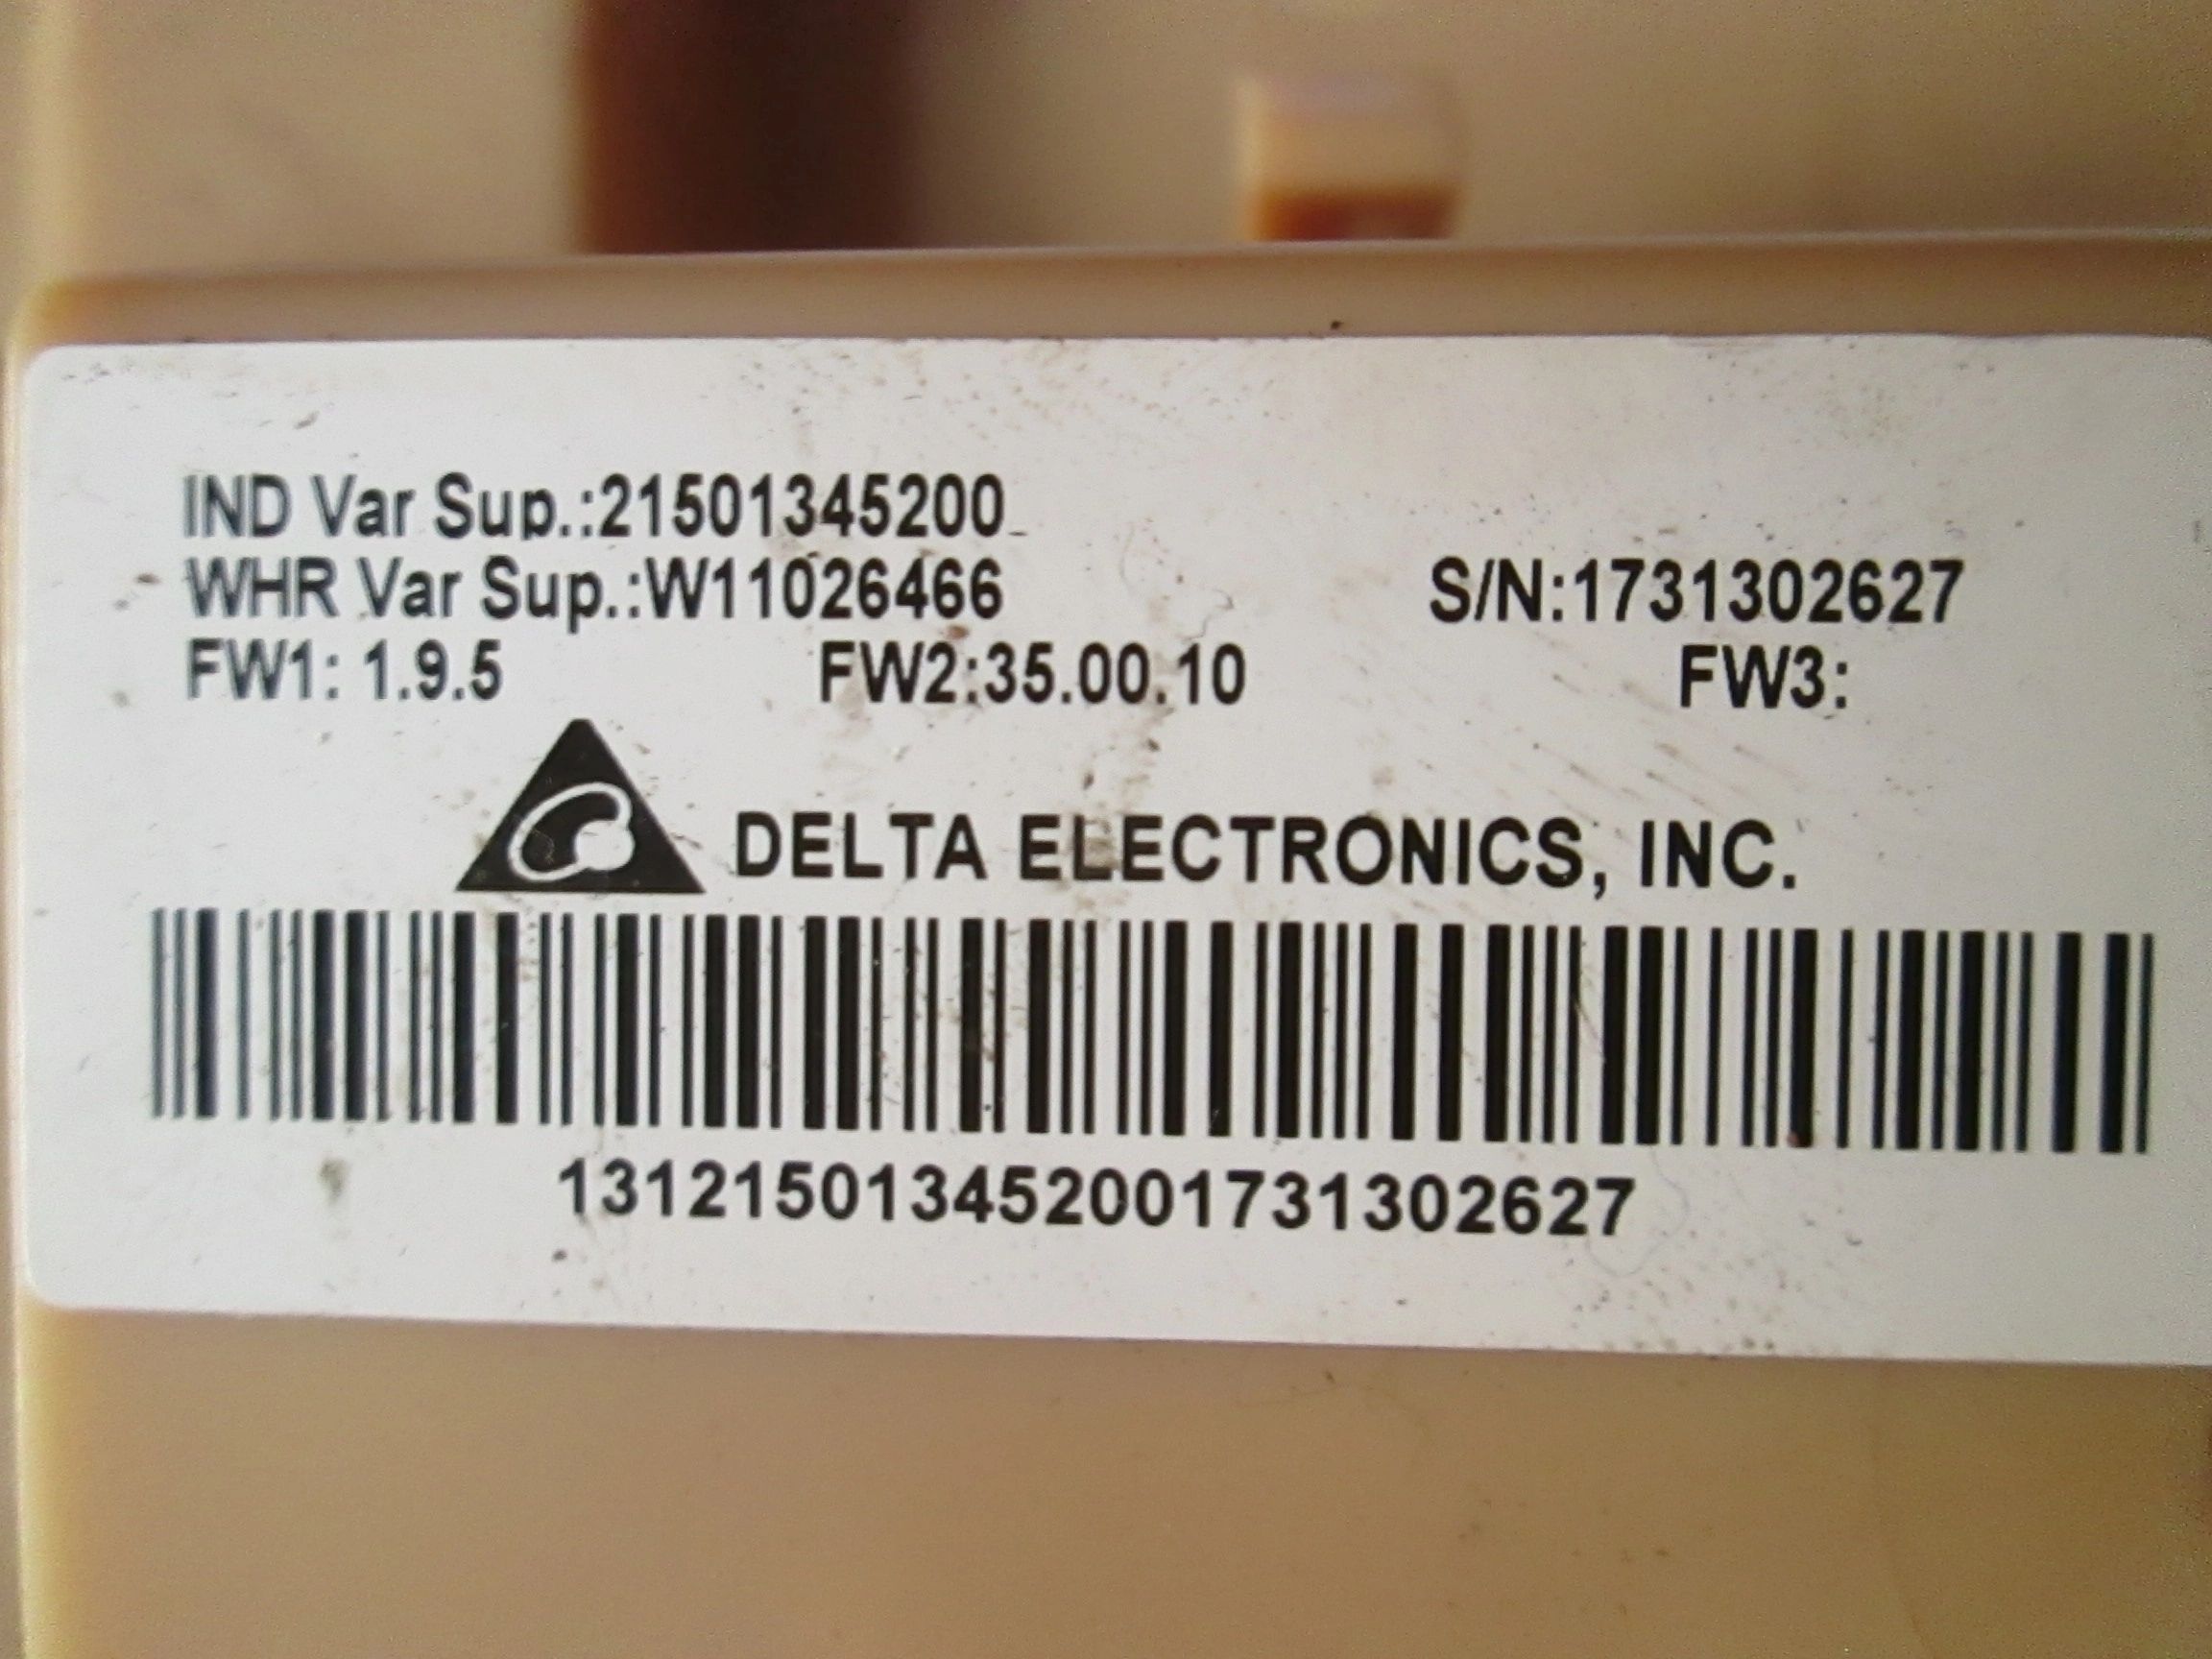 IND Var Sup.:21501345200
WHR Var Sup.:W11026466 S/N:1731302627
FW1: 1.9.5 FW2:35.00.10 FW3:
DELTA ELECTRONICS, INC.
131215013452001731302627